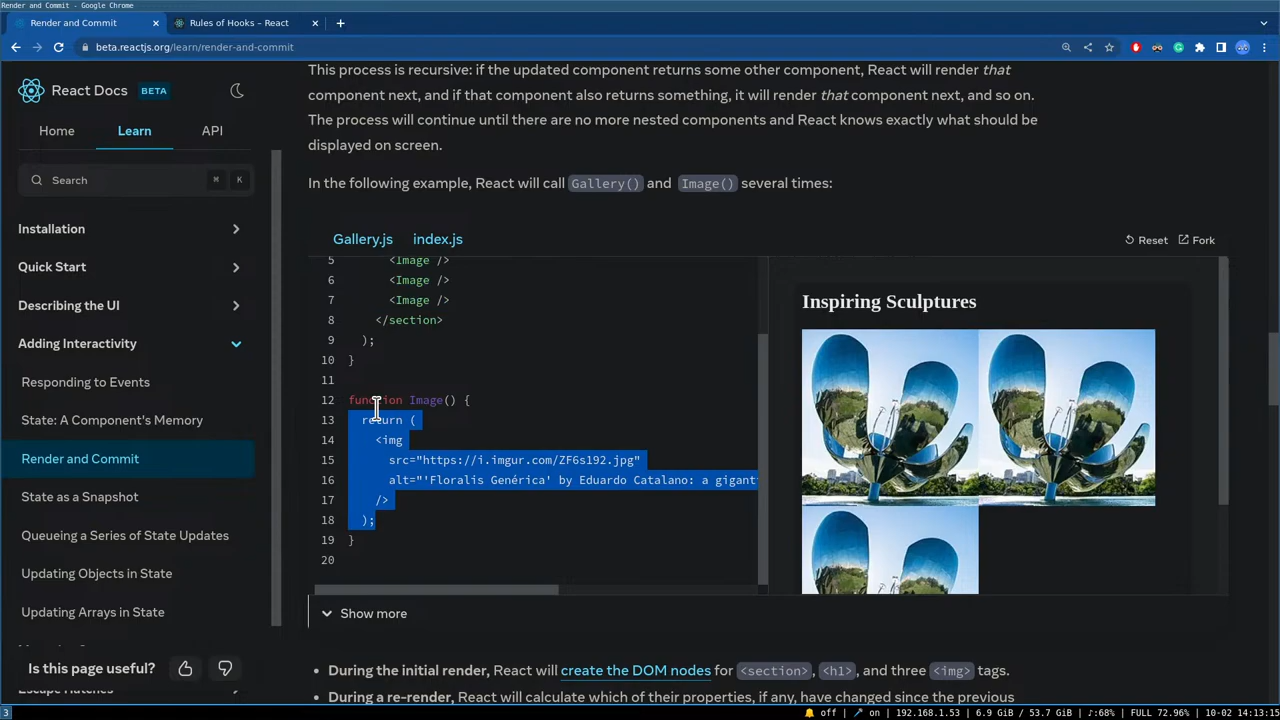 Render and Commit - Google Chrome
Render and Commit
Rules of Hooks – React
beta.reactjs.org/learn/render-and-commit
React Docs
BETA
Home
Learn
API
Search
⌘
K
Installation
Quick Start
Describing the UI
Adding Interactivity
Responding to Events
State: A Component's Memory
Render and Commit
State as a Snapshot
Queueing a Series of State Updates
Updating Objects in State
Updating Arrays in State
Is this page useful?
Escape Hatches
This process is recursive: if the updated component returns some other component, React will render that
component next, and if that component also returns something, it will render that component next, and so on.
The process will continue until there are no more nested components and React knows exactly what should be
displayed on screen.
In the following example, React will call Gallery() and Image() several times:
Gallery.js
index.js
Reset
Fork
5 <Image />
6 <Image />
7 <Image />
8 </section>
9 );
10 }
11
12 function Image() {
13 return (
14 <img
15 src="https://i.imgur.com/ZF6s192.jpg"
16 alt="'Floralis Genérica' by Eduardo Catalano: a gigant
17 />
18 );
19 }
20
Inspiring Sculptures
Show more
During the initial render, React will create the DOM nodes for <section>, <h1>, and three <img> tags.
During a re-render, React will calculate which of their properties, if any, have changed since the previous
3
off
on | 192.168.1.53 | 6.9 GiB / 53.7 GiB | ♪:68% | FULL 72.96% | 10-02 14:13:15